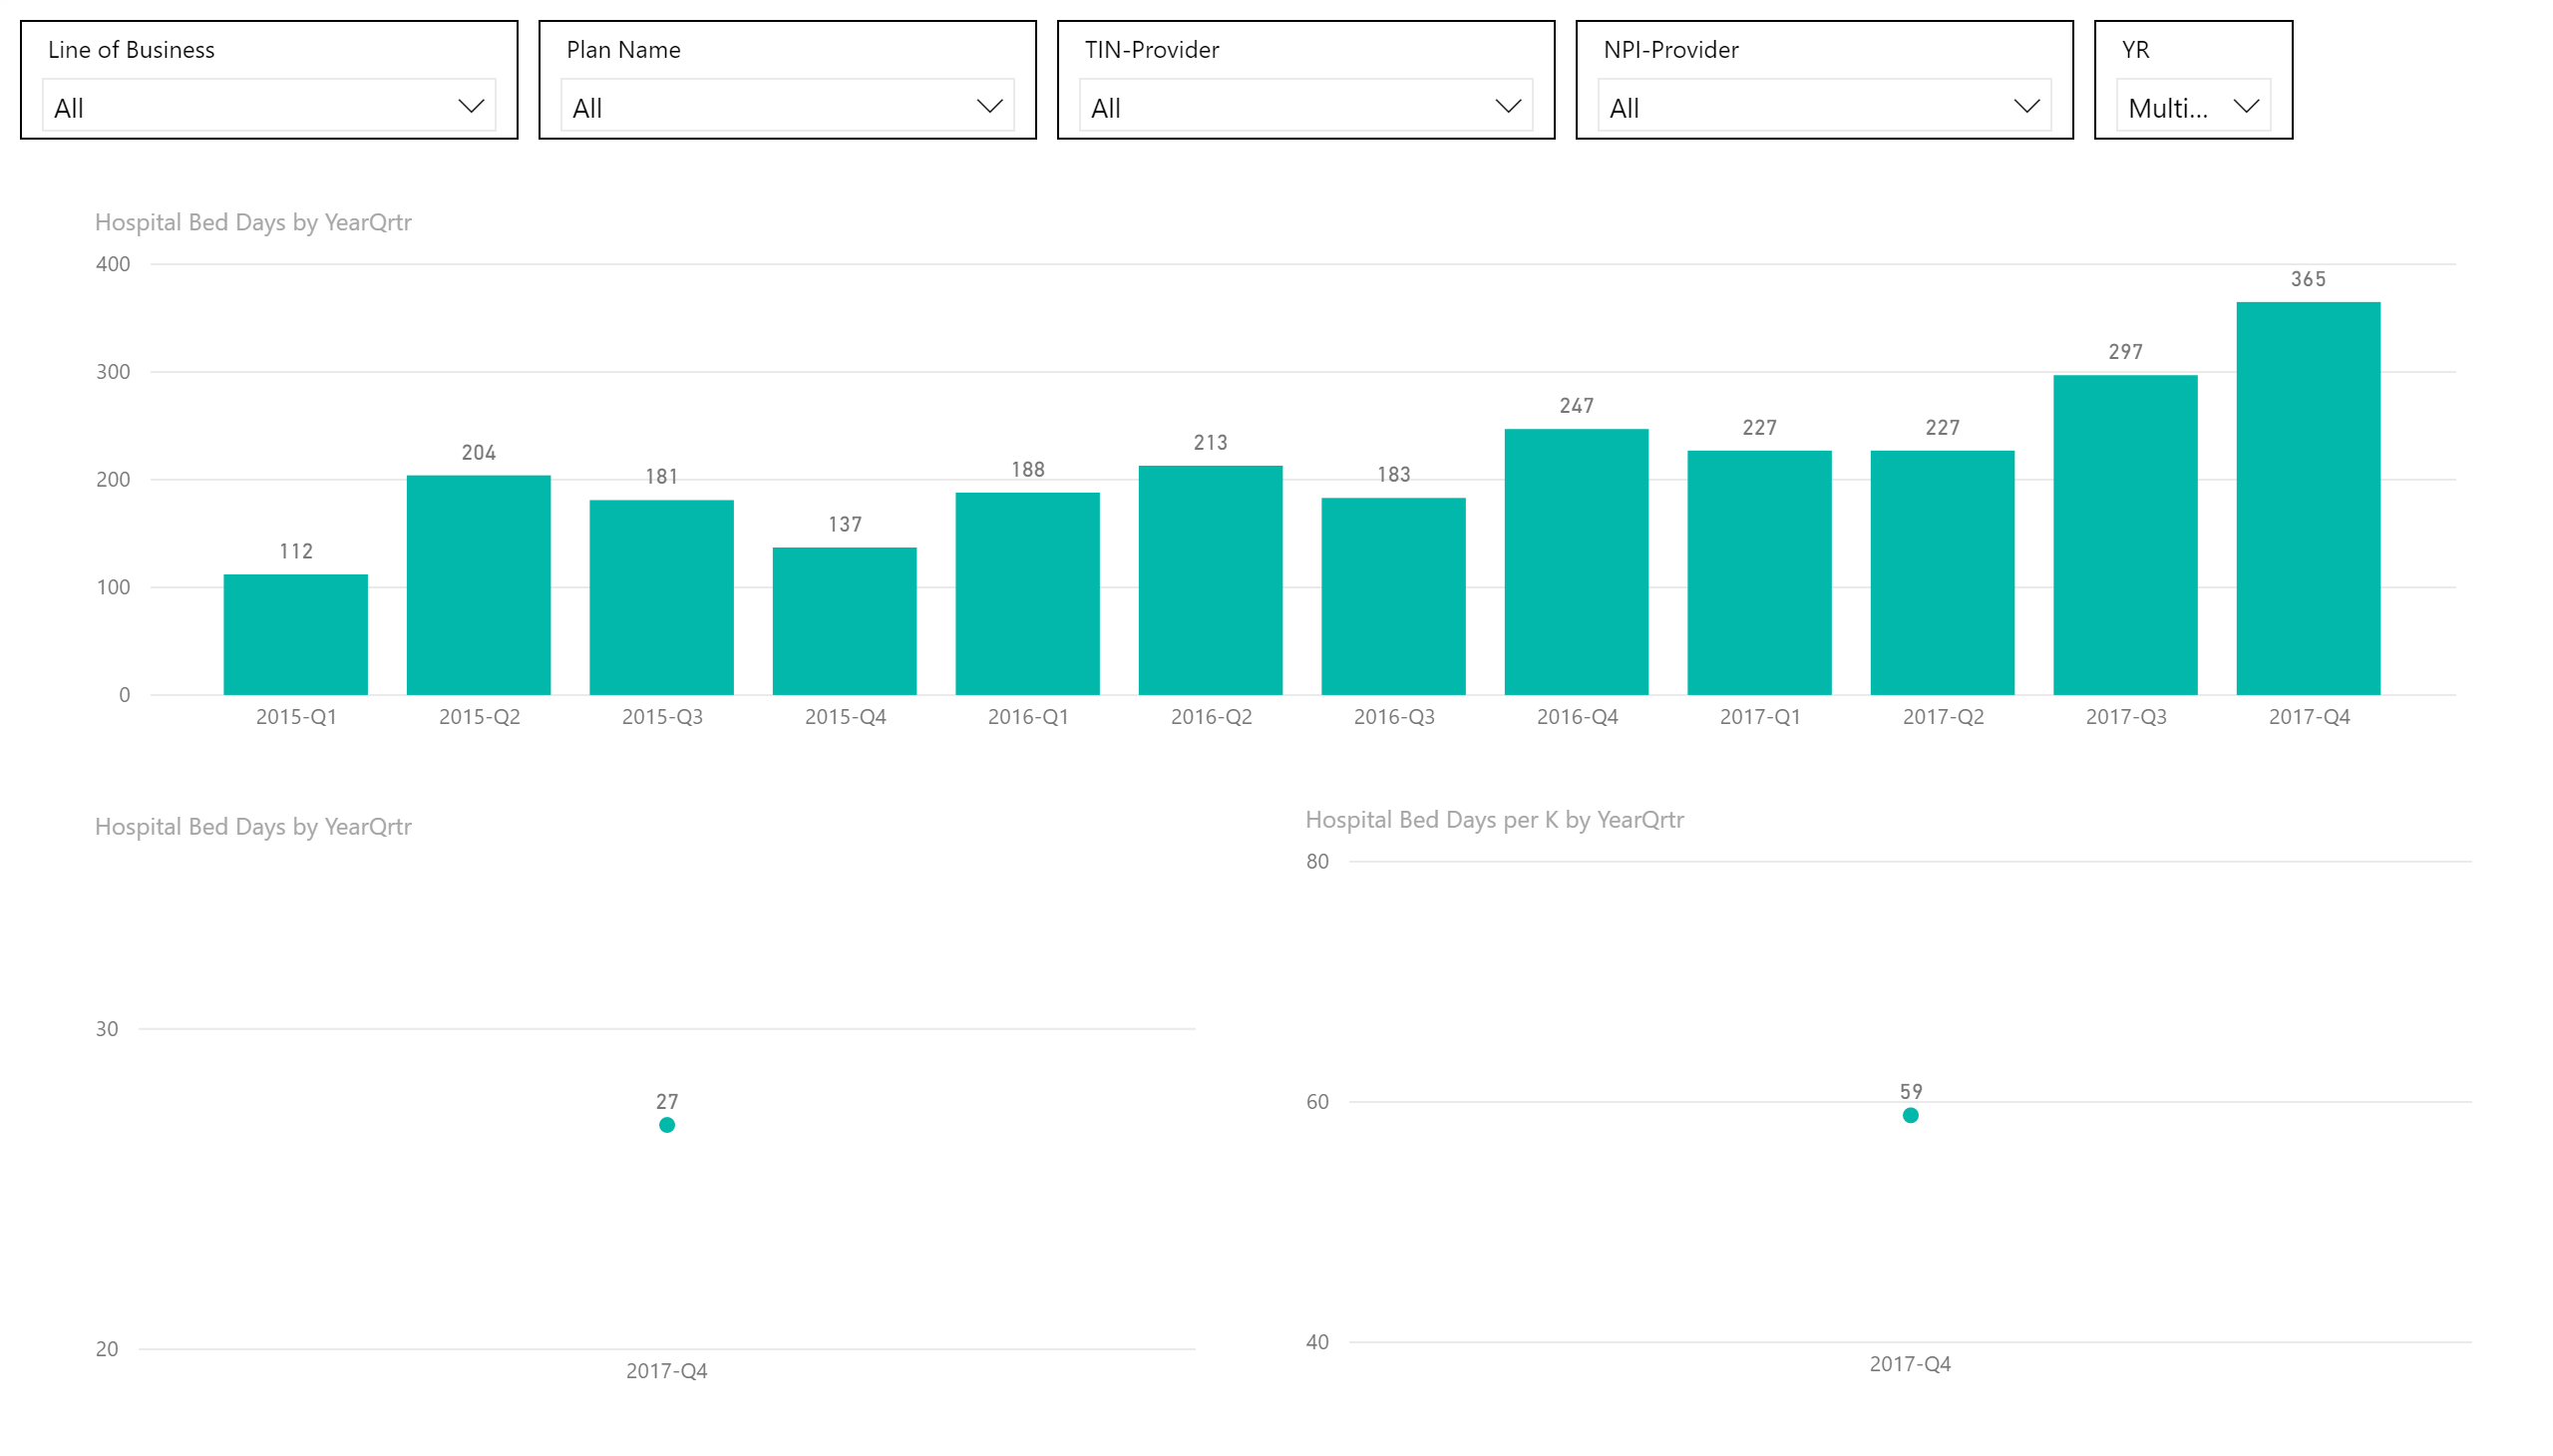 Line of Business
All
Plan Name
All
TIN-Provider
All
NPI-Provider
All
YR
Multi...
Hospital Bed Days by YearQrtr
400
300
200
100
0
112
204
181
137
188
213
183
247
227
227
297
365
2015-Q1
2015-Q2
2015-Q3
2015-Q4
2016-Q1
2016-Q2
2016-Q3
2016-Q4
2017-Q1
2017-Q2
2017-Q3
2017-Q4
Hospital Bed Days by YearQrtr
30
20
27
2017-Q4
Hospital Bed Days per K by YearQrtr
80
60
40
59
2017-Q4